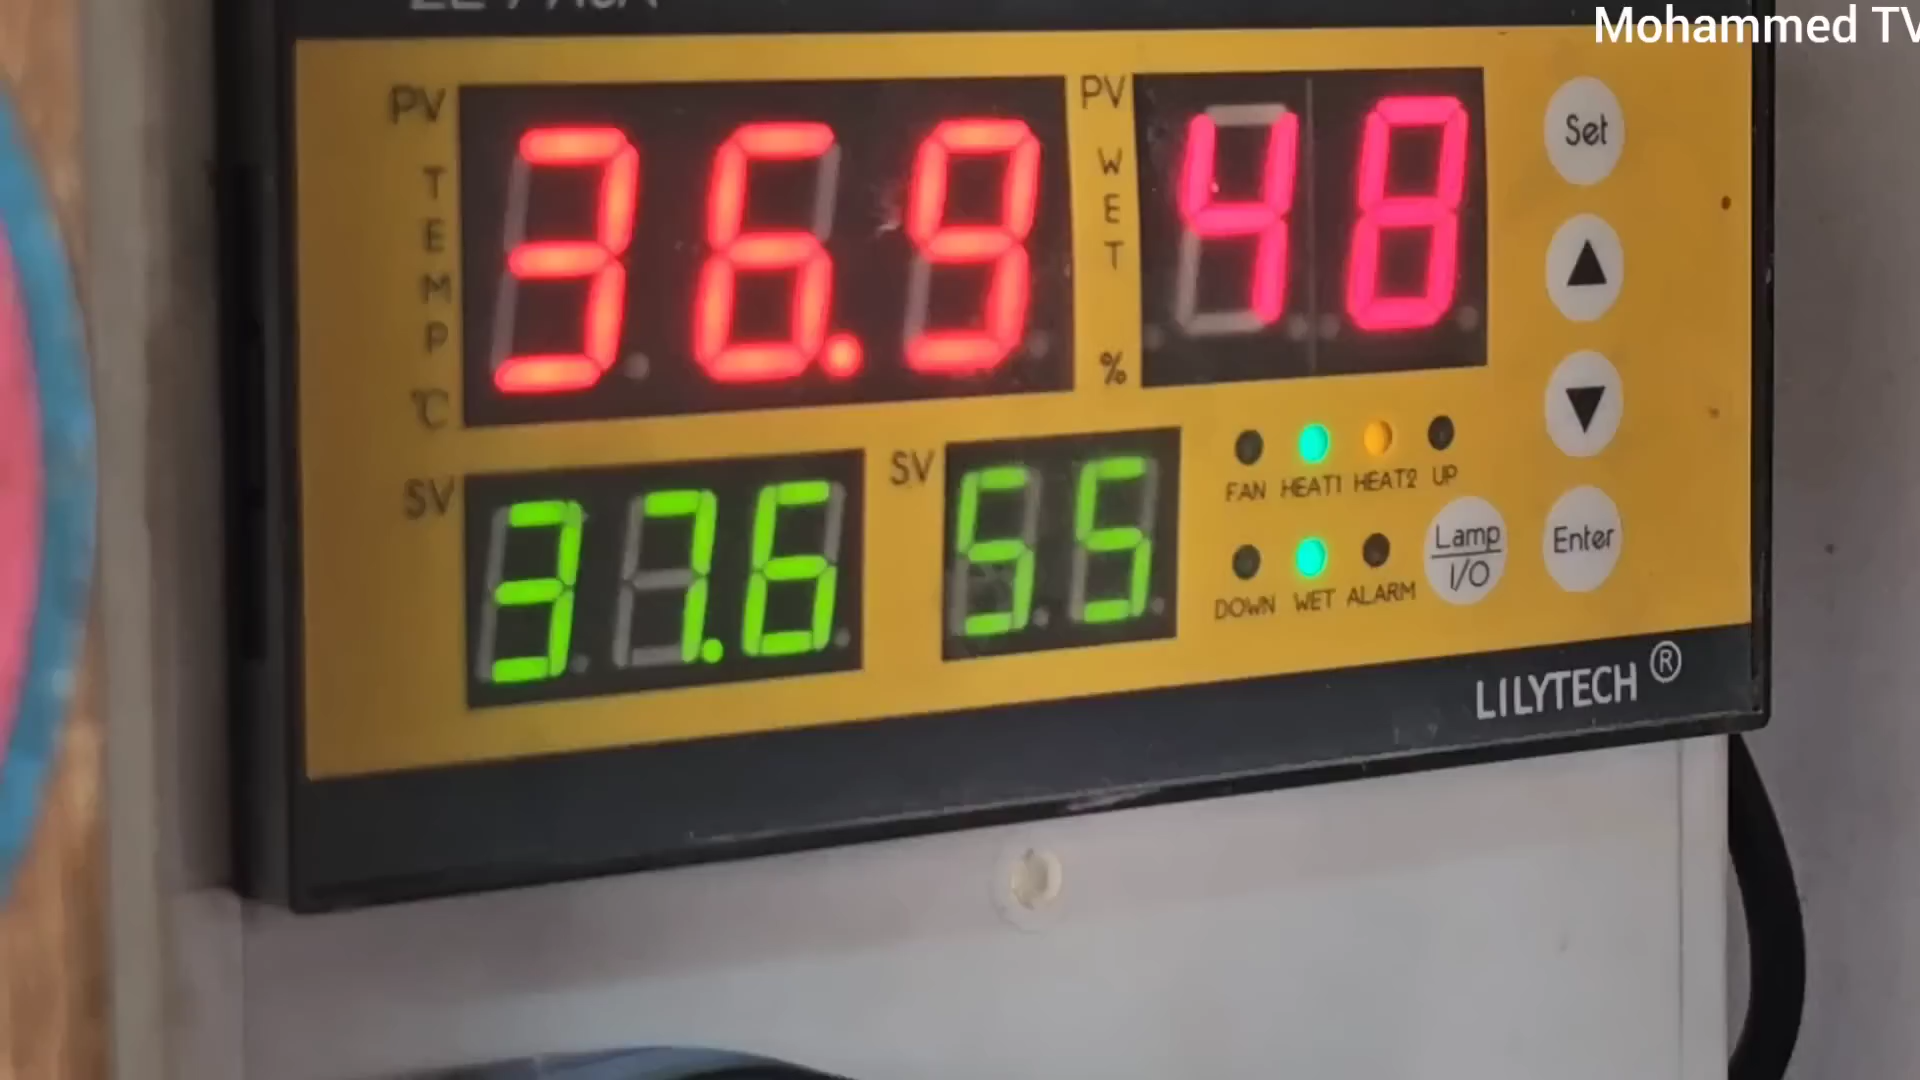 Mohammed TV
PV TEMP ℃
36.9
PV WET %
48
Set
▲
▼
SV
37.6
SV
55
FAN HEAT1 HEAT2 UP
DOWN WET ALARM
Lamp
I/O
Enter
LILYTECH ®